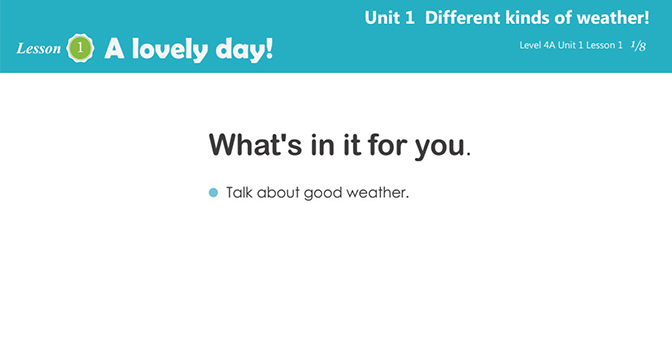 Unit 1 Different kinds of weather!
Lesson 1 A lovely day!
Level 4A Unit 1 Lesson 1 1/8
What's in it for you.
Talk about good weather.